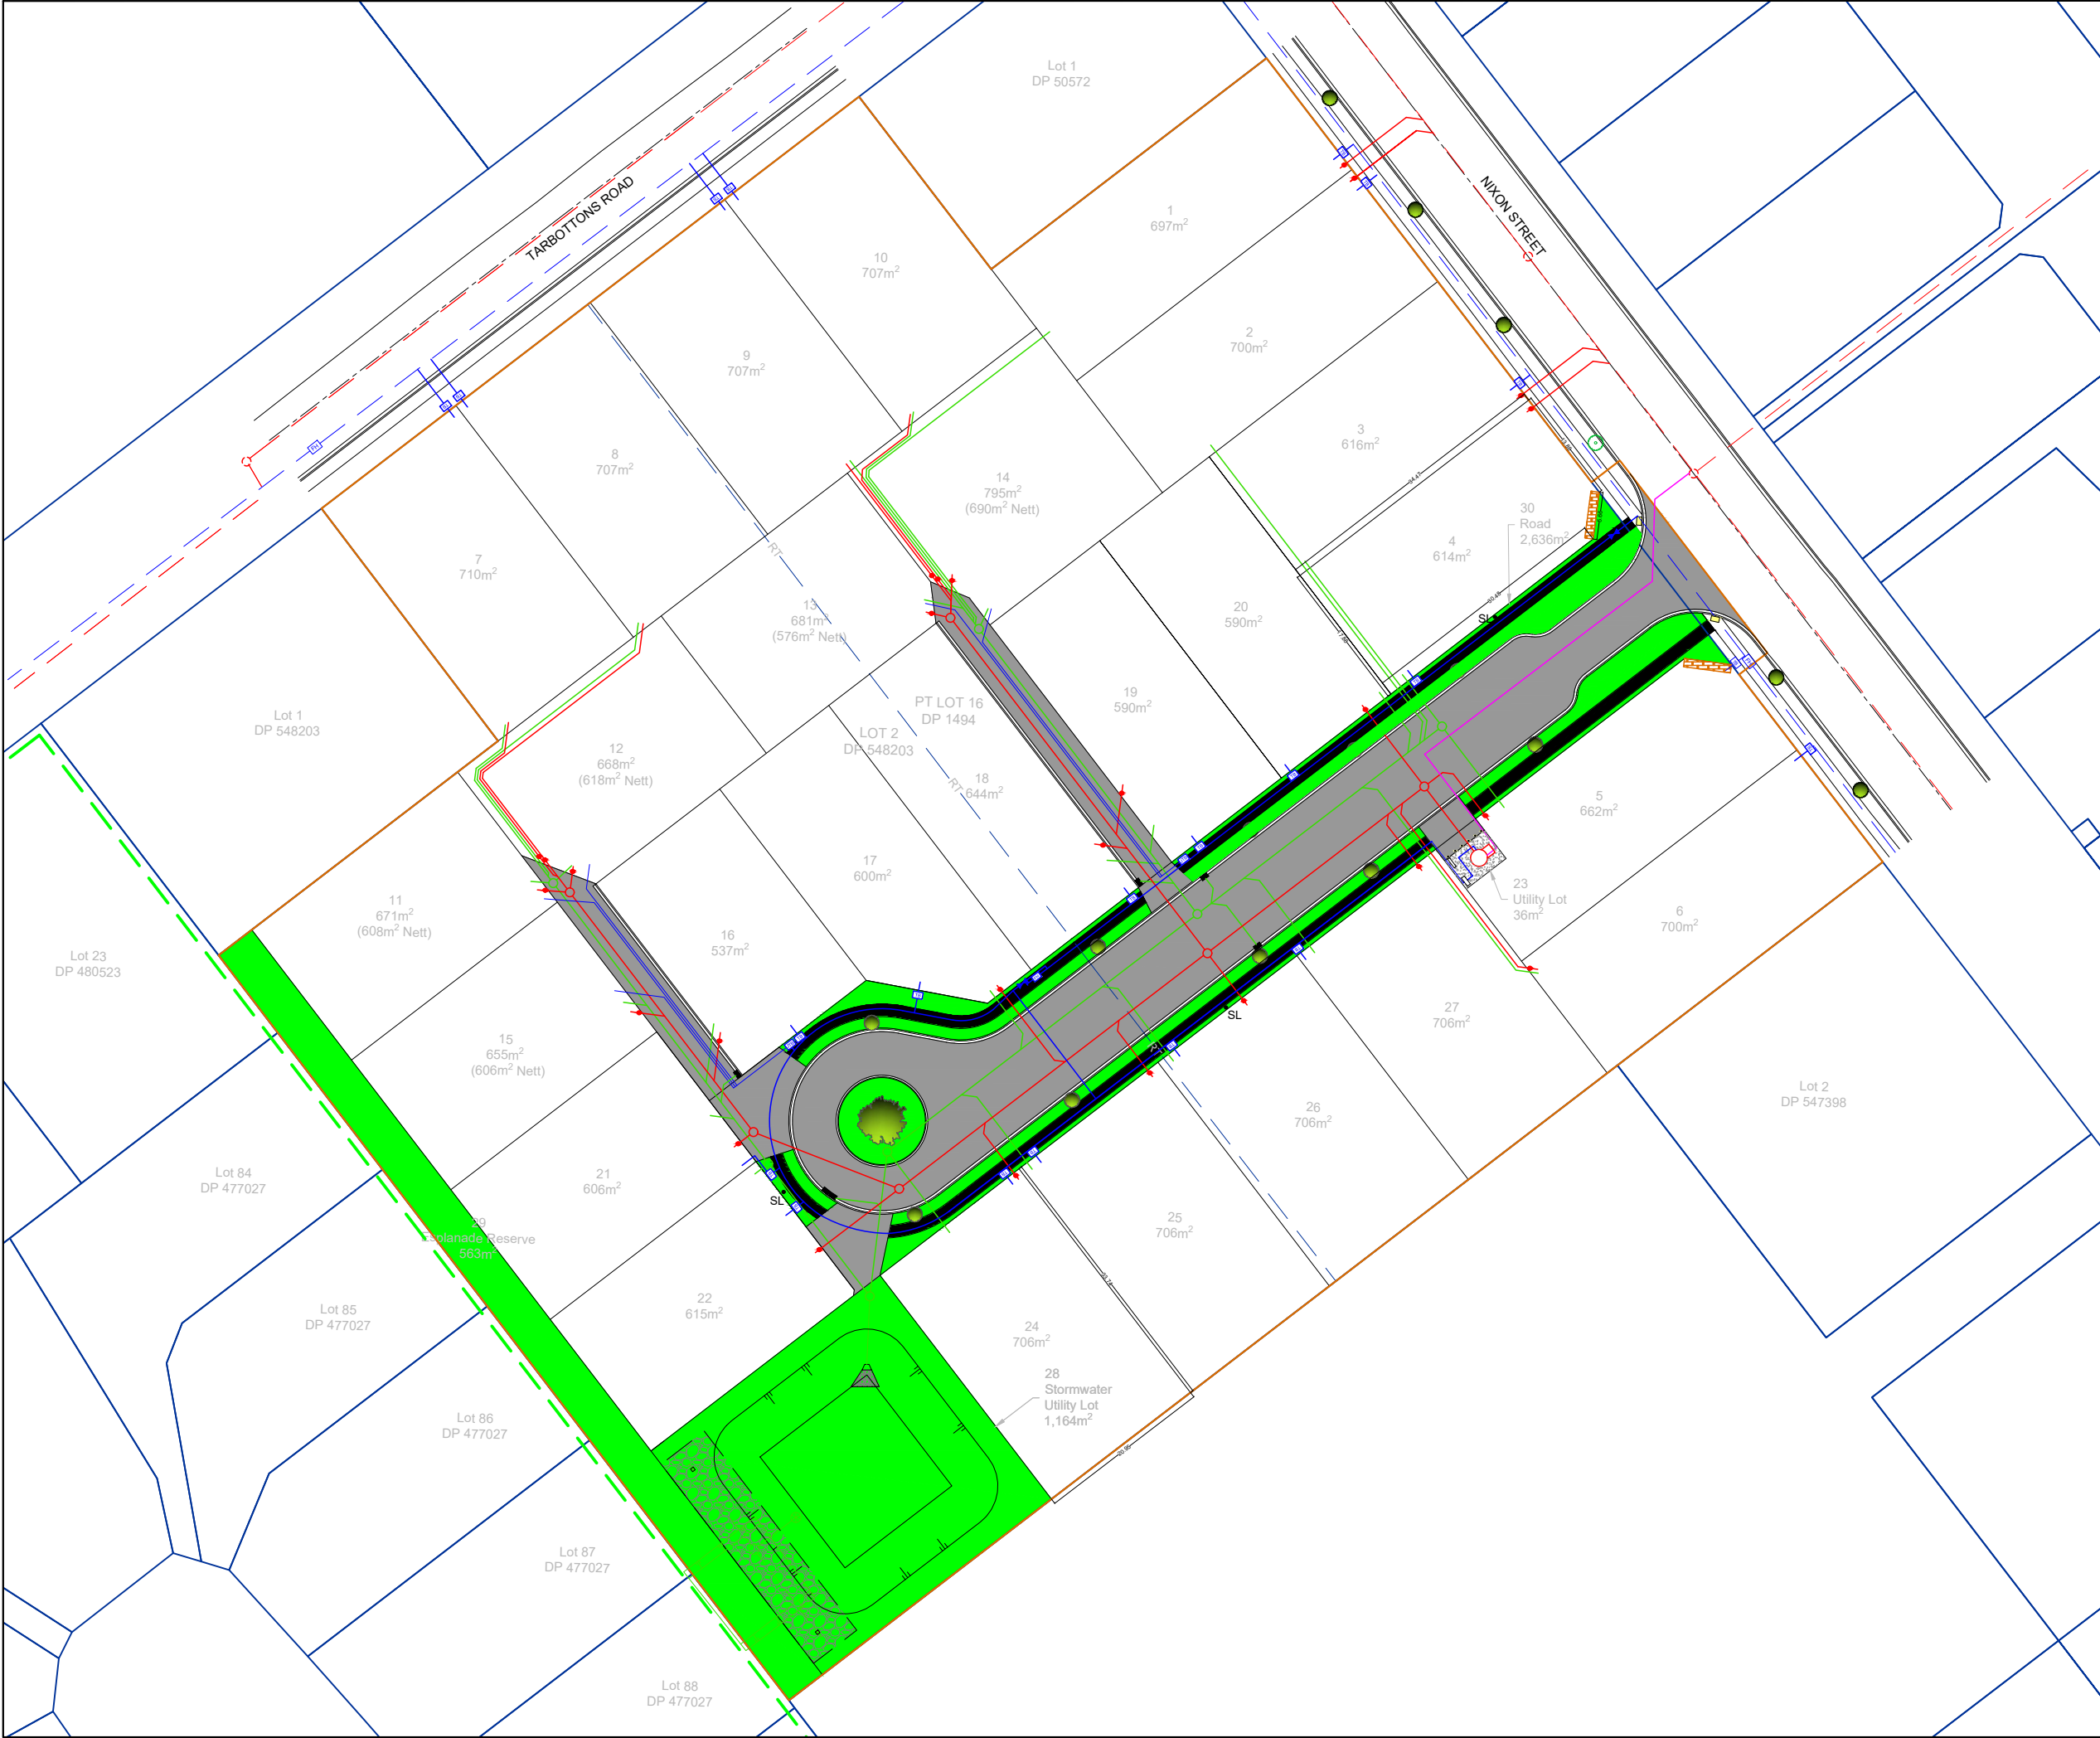 Lot 1
DP 50572
TARBOTTONS ROAD
NIXON STREET
1
697m²
10
707m²
2
700m²
9
707m²
3
616m²
8
707m²
14
795m²
(690m² Nett)
30
Road
2,636m²
4
614m²
7
710m²
RT
13
681m²
(576m² Nett)
20
590m²
SL
19
590m²
PT LOT 16
DP 1494
LOT 2
DP 548203
Lot 1
DP 548203
12
668m²
(618m² Nett)
RT
18
644m²
5
662m²
17
600m²
23
Utility Lot
36m²
11
671m²
(608m² Nett)
6
700m²
16
537m²
Lot 23
DP 480523
SL
27
706m²
15
655m²
(606m² Nett)
Lot 2
DP 547398
26
706m²
Lot 84
DP 477027
21
606m²
SL
29
Esplanade Reserve
563m²
25
706m²
22
615m²
Lot 85
DP 477027
24
706m²
28
Stormwater
Utility Lot
1,164m²
Lot 86
DP 477027
Lot 87
DP 477027
Lot 88
DP 477027